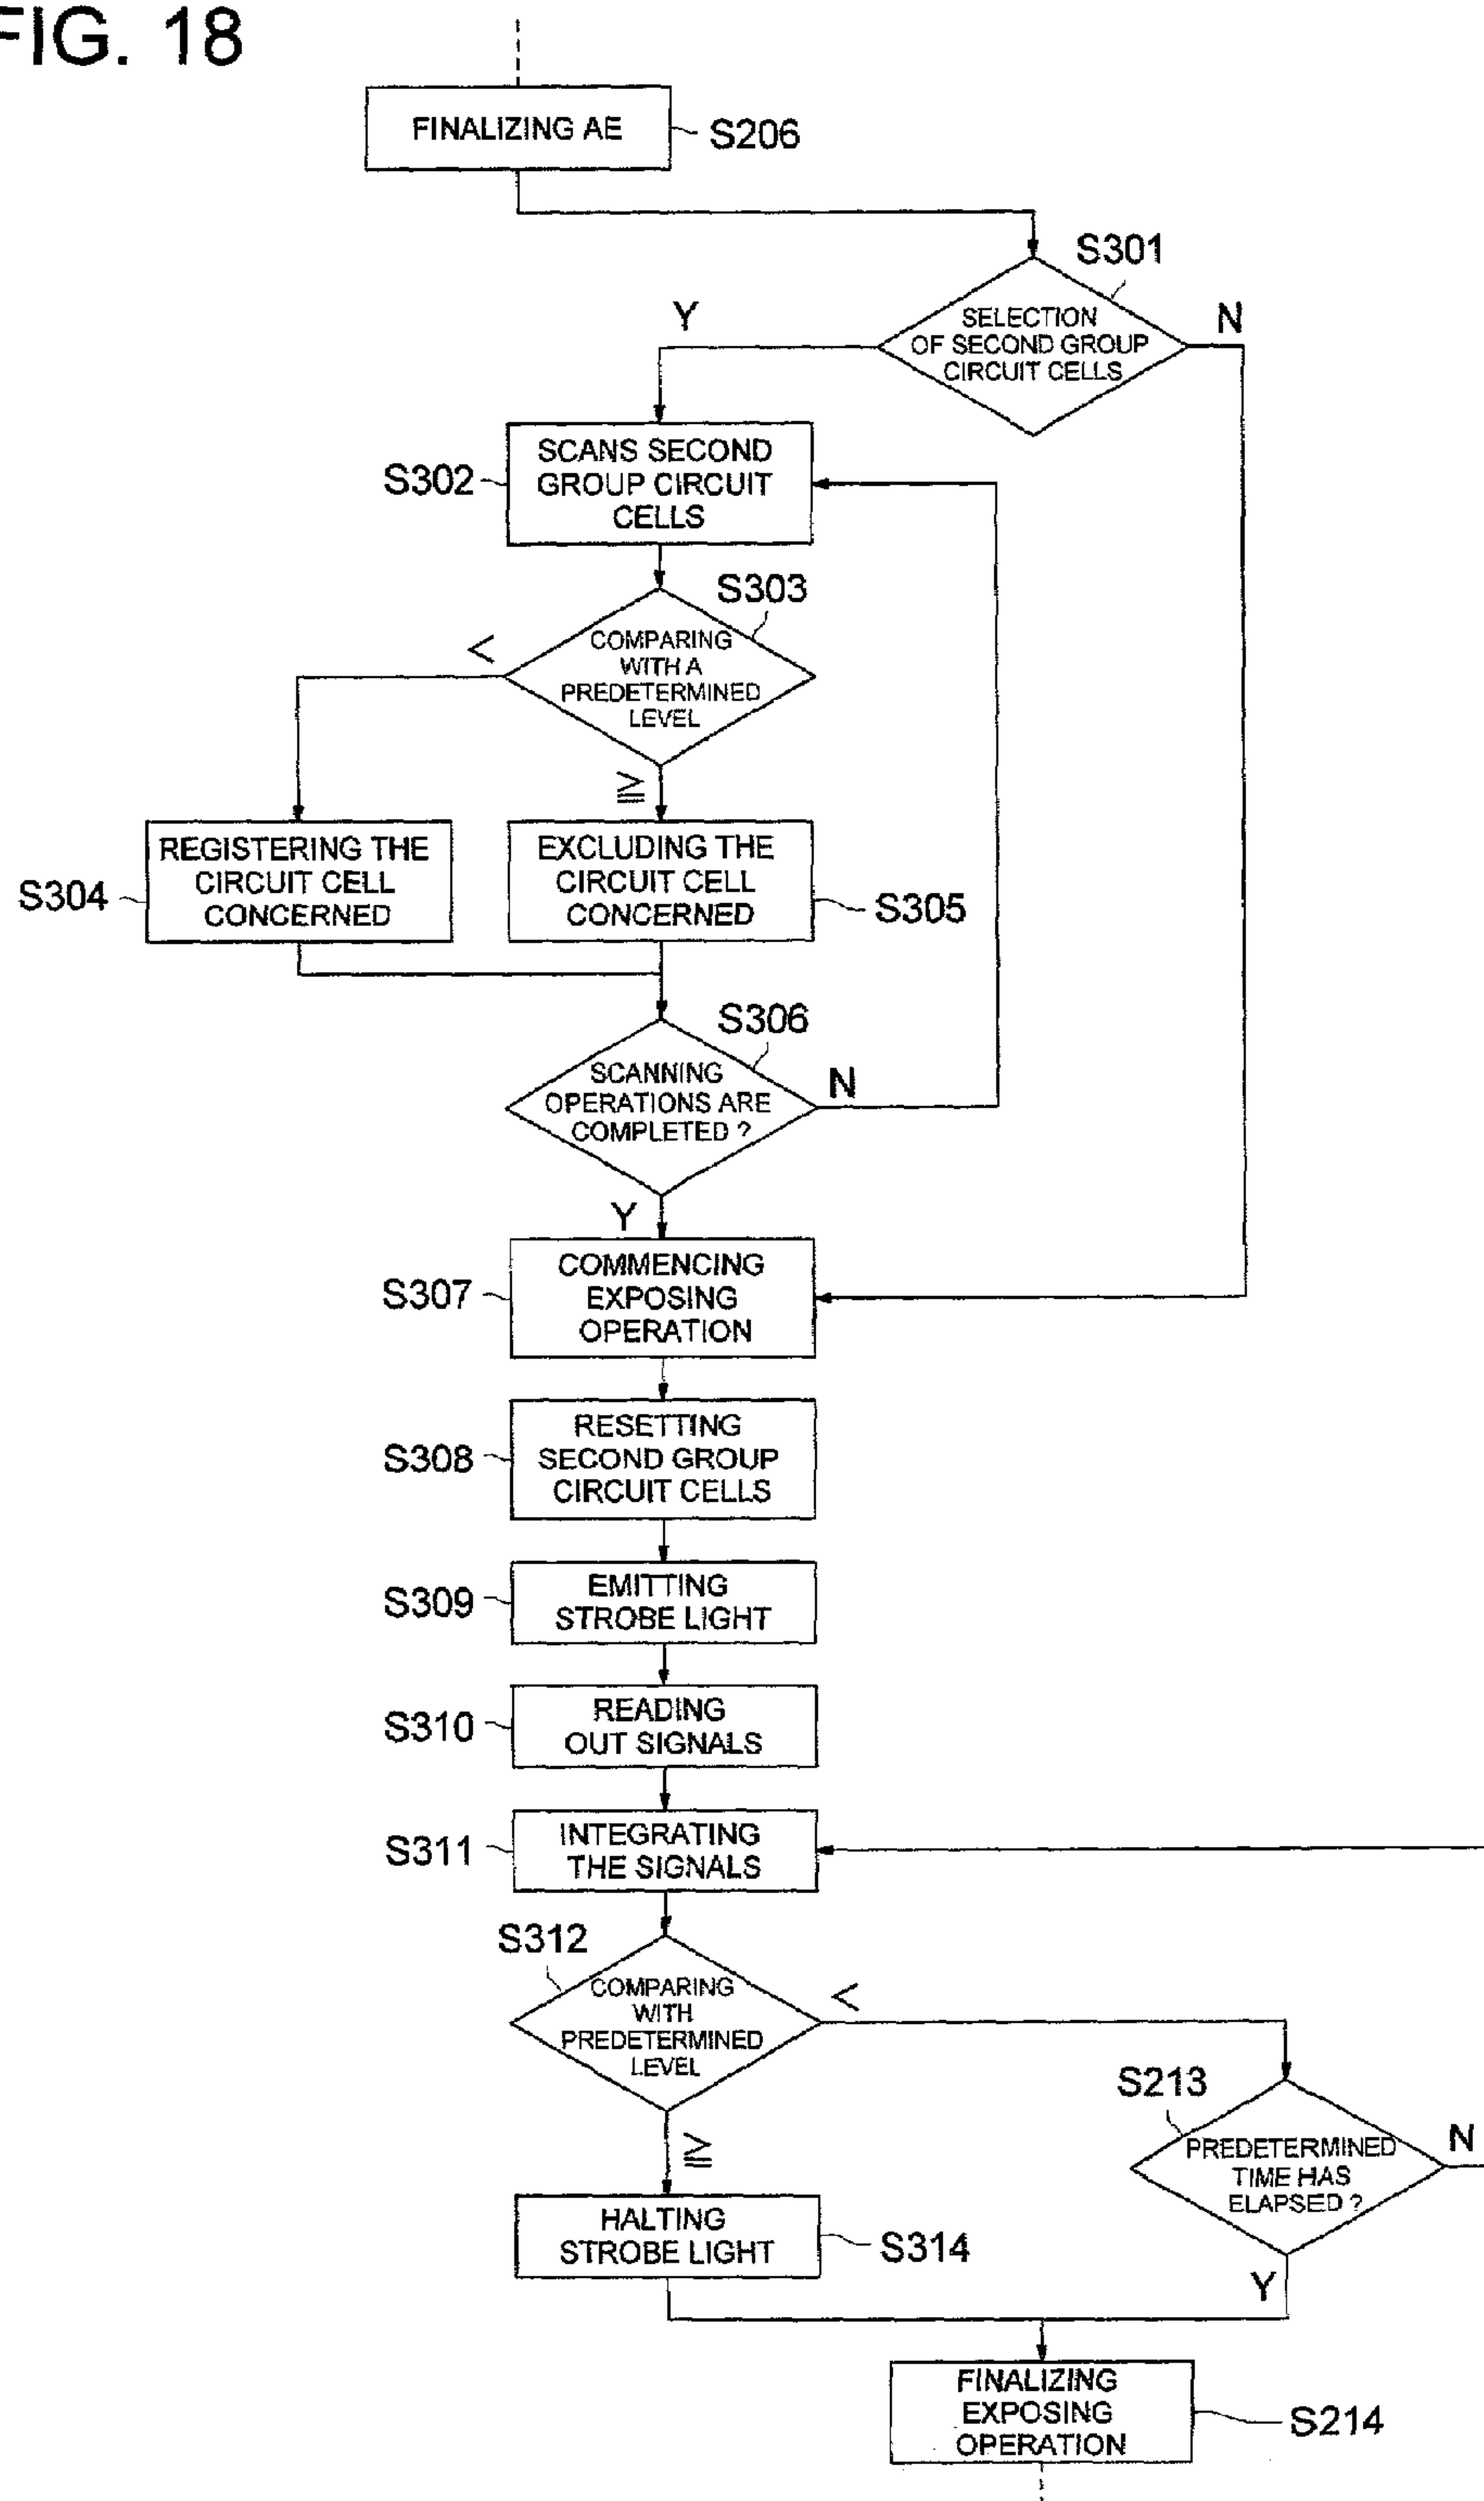 FIG. 18
FINALIZING AE
S206
S301
SELECTION
OF SECOND GROUP
CIRCUIT CELLS
Y
N
SCANS SECOND
GROUP CIRCUIT
CELLS
S302
S303
COMPARING
WITH A
PREDETERMINED
LEVEL
<
≧
REGISTERING THE
CIRCUIT CELL
CONCERNED
S304
EXCLUDING THE
CIRCUIT CELL
CONCERNED
S305
S306
SCANNING
OPERATIONS ARE
COMPLETED ?
N
Y
COMMENCING
EXPOSING
OPERATION
S307
RESETTING
SECOND GROUP
CIRCUIT CELLS
S308
EMITTING
STROBE LIGHT
S309
READING
OUT SIGNALS
S310
INTEGRATING
THE SIGNALS
S311
S312
COMPARING
WITH
PREDETERMINED
LEVEL
<
≧
S213
PREDETERMINED
TIME HAS
ELAPSED ?
N
Y
HALTING
STROBE LIGHT
S314
FINALIZING
EXPOSING
OPERATION
S214